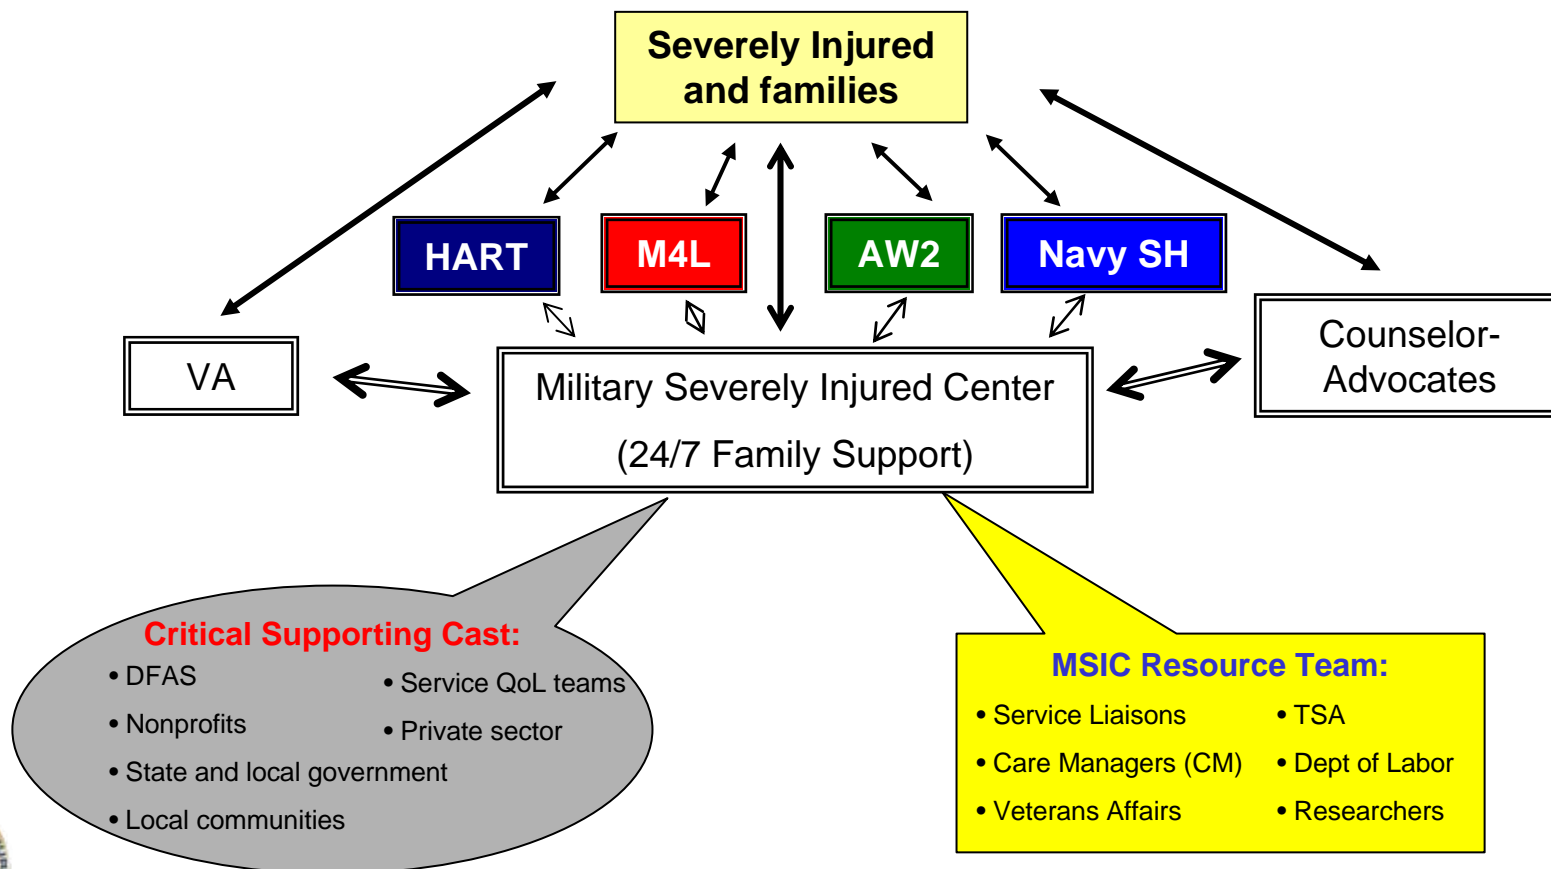 Severely Injured
and families
HART
M4L
AW2
Navy SH
VA
Military Severely Injured Center
(24/7 Family Support)
Counselor-
Advocates
Critical Supporting Cast:
• DFAS
• Nonprofits
• State and local government
• Local communities
• Service QoL teams
• Private sector
MSIC Resource Team:
• Service Liaisons
• Care Managers (CM)
• Veterans Affairs
• TSA
• Dept of Labor
• Researchers